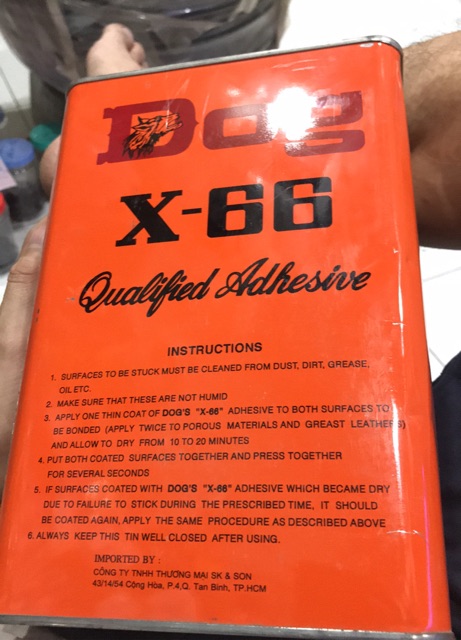 Dog
X-66
Qualified Adhesive
INSTRUCTIONS
1. SURFACES TO BE STUCK MUST BE CLEANED FROM DUST, DIRT, GREASE,
OIL ETC.
2. MAKE SURE THAT THESE ARE NOT HUMID
3. APPLY ONE THIN COAT OF DOG'S "X-66" ADHESIVE TO BOTH SURFACES TO
BE BONDED (APPLY TWICE TO POROUS MATERIALS AND GREAST LEATHERS)
AND ALLOW TO DRY FROM 10 TO 20 MINUTES
4. PUT BOTH COATED SURFACES TOGETHER AND PRESS TOGETHER
FOR SEVERAL SECONDS
5. IF SURFACES COATED WITH DOG'S "X-66" ADHESIVE WHiCH BECAME DRY
DUE TO FAILURE TO STICK DURING THE PRESCRIBED TIME, IT SHOULD
BE COATED AGAIN, APPLY THE SAME PROCEDURE AS DESCRIBED ABOVE
6. ALWAYS KEEP THIS TIN WELL CLOSED AFTER USING.
IMPORTED BY :
CÔNG TY TNHH THƯƠNG MẠI SK & SON
43/14/54 Cộng Hòa, P.4,Q. Tan Bình, TP.HCM